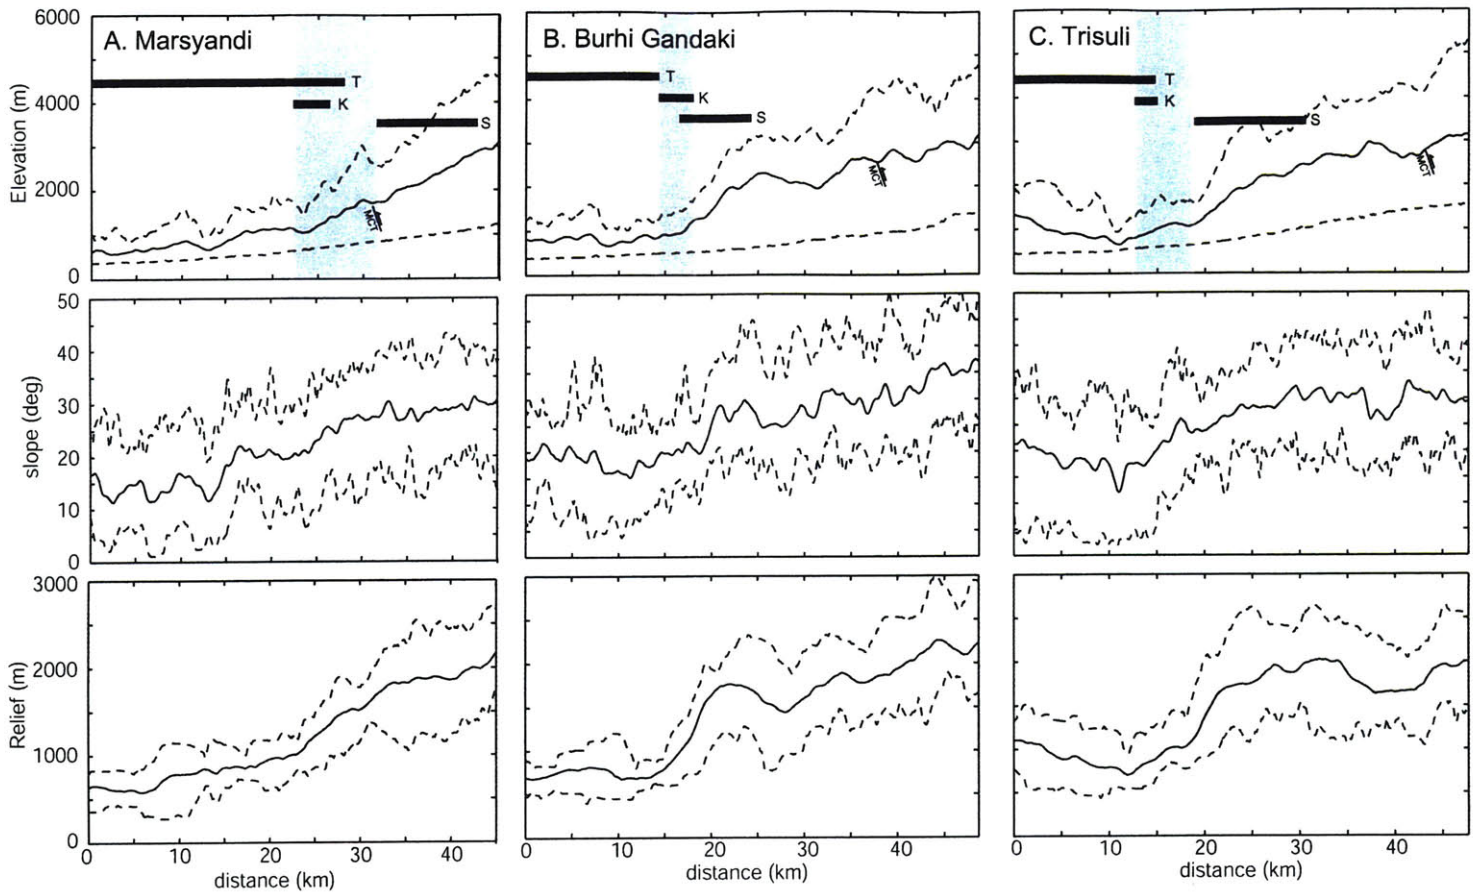 A. Marsyandi
B. Burhi Gandaki
C. Trisuli
Elevation (m)
6000
4000
2000
0
T
K
S
MCT
T
K
S
MCT
T
K
S
MCT
slope (deg)
50
40
30
20
10
0
Relief (m)
3000
2000
1000
0
0 10 20 30 40
distance (km)
0 10 20 30 40
distance (km)
0 10 20 30 40
distance (km)